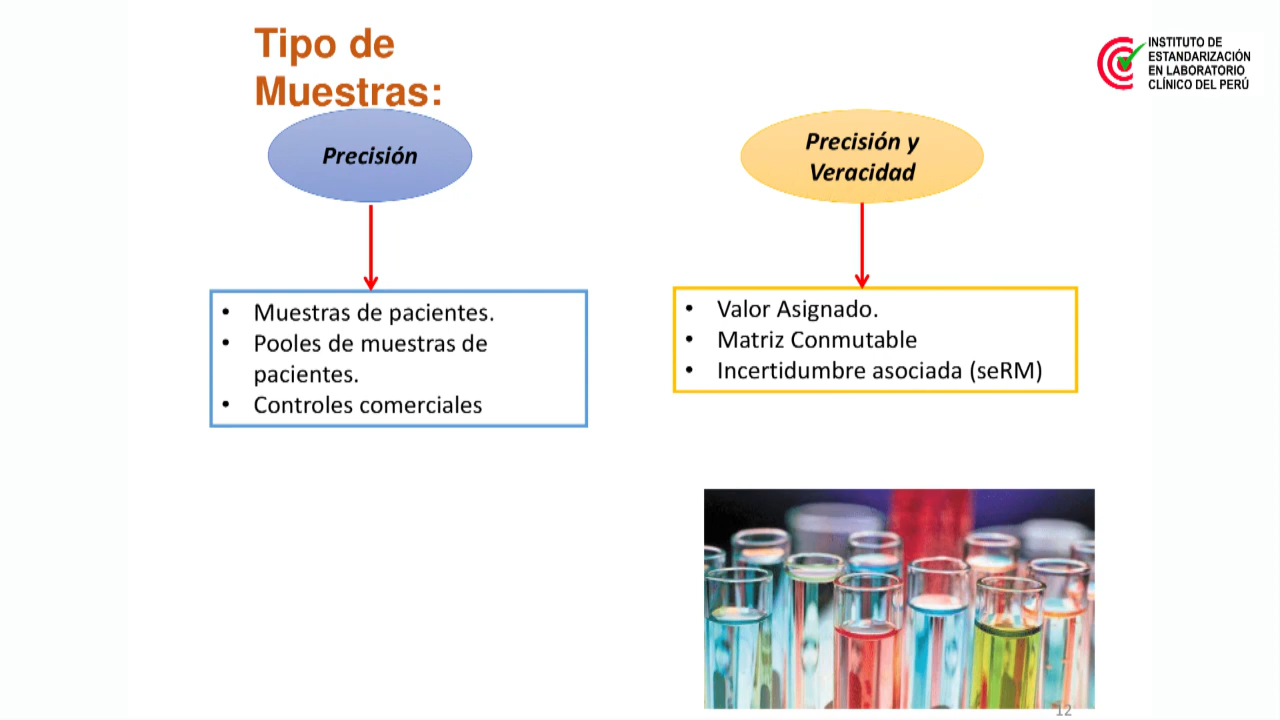 Tipo de
Muestras:
INSTITUTO DE
ESTANDARIZACIÓN
EN LABORATORIO
CLÍNICO DEL PERÚ
Precisión
Precisión y
Veracidad
• Muestras de pacientes.
• Pooles de muestras de
pacientes.
• Controles comerciales
• Valor Asignado.
• Matriz Conmutable
• Incertidumbre asociada (seRM)
12